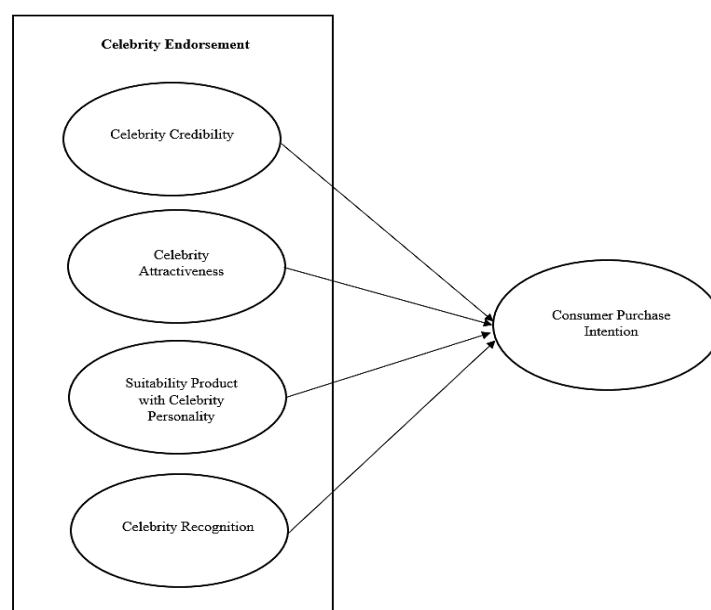 Celebrity Endorsement
Celebrity Credibility
Celebrity
Attractiveness
Suitability Product
with Celebrity
Personality
Celebrity Recognition
Consumer Purchase
Intention